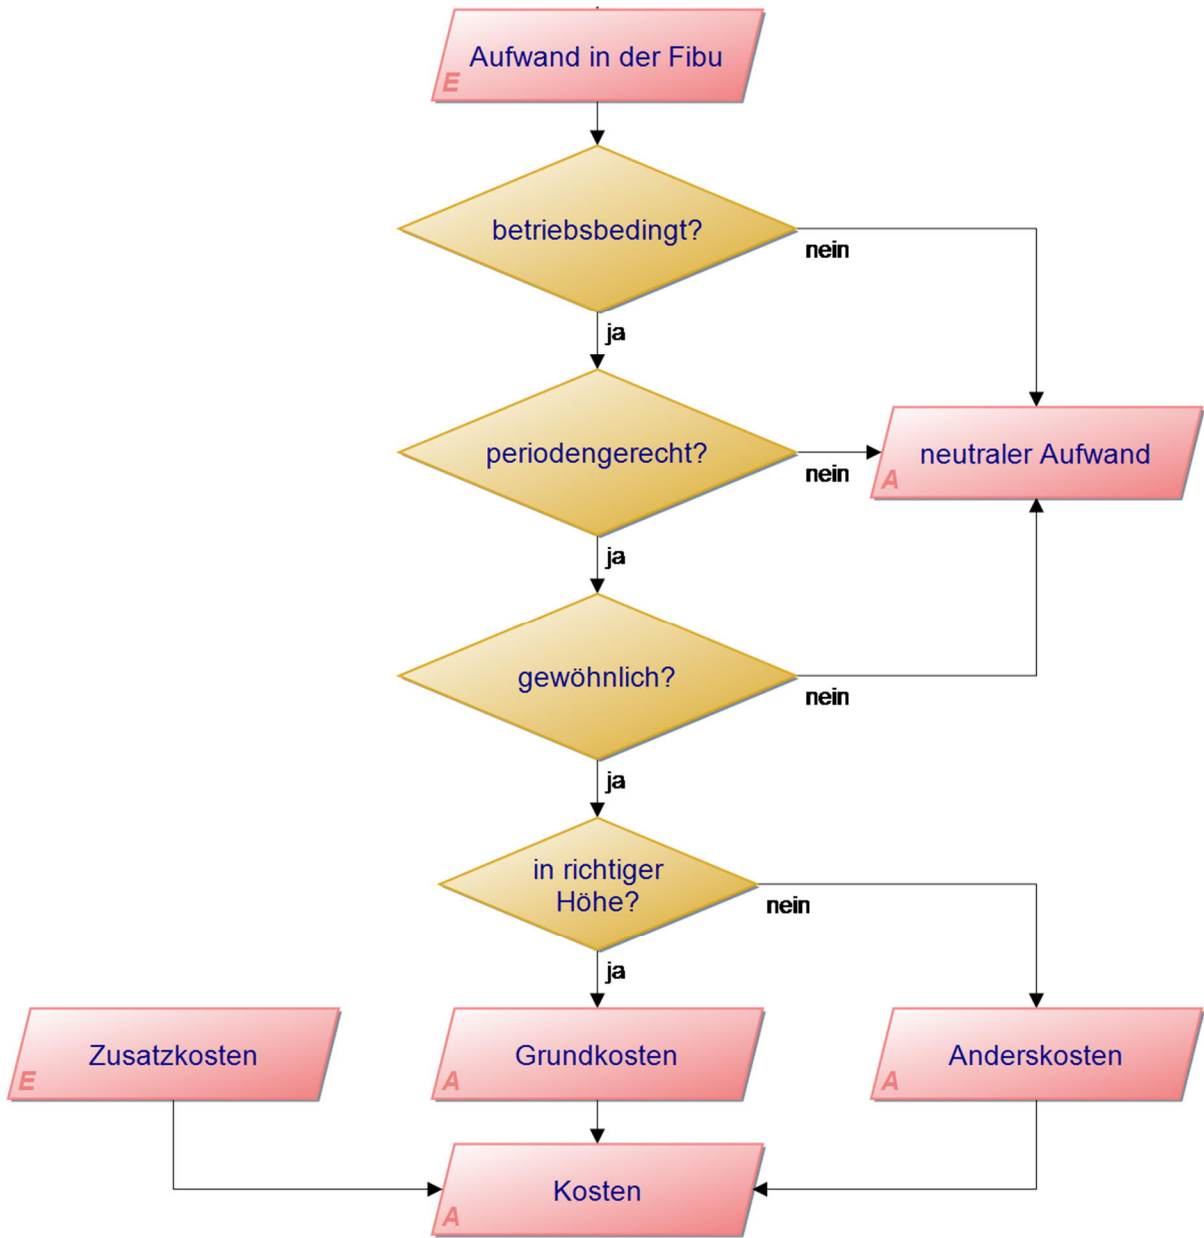 Aufwand in der Fibu
E
betriebsbedingt?
nein
ja
periodengerecht?
nein
neutraler Aufwand
A
ja
gewöhnlich?
nein
ja
in richtiger
Höhe?
nein
ja
Zusatzkosten
E
Grundkosten
A
Anderskosten
A
Kosten
A